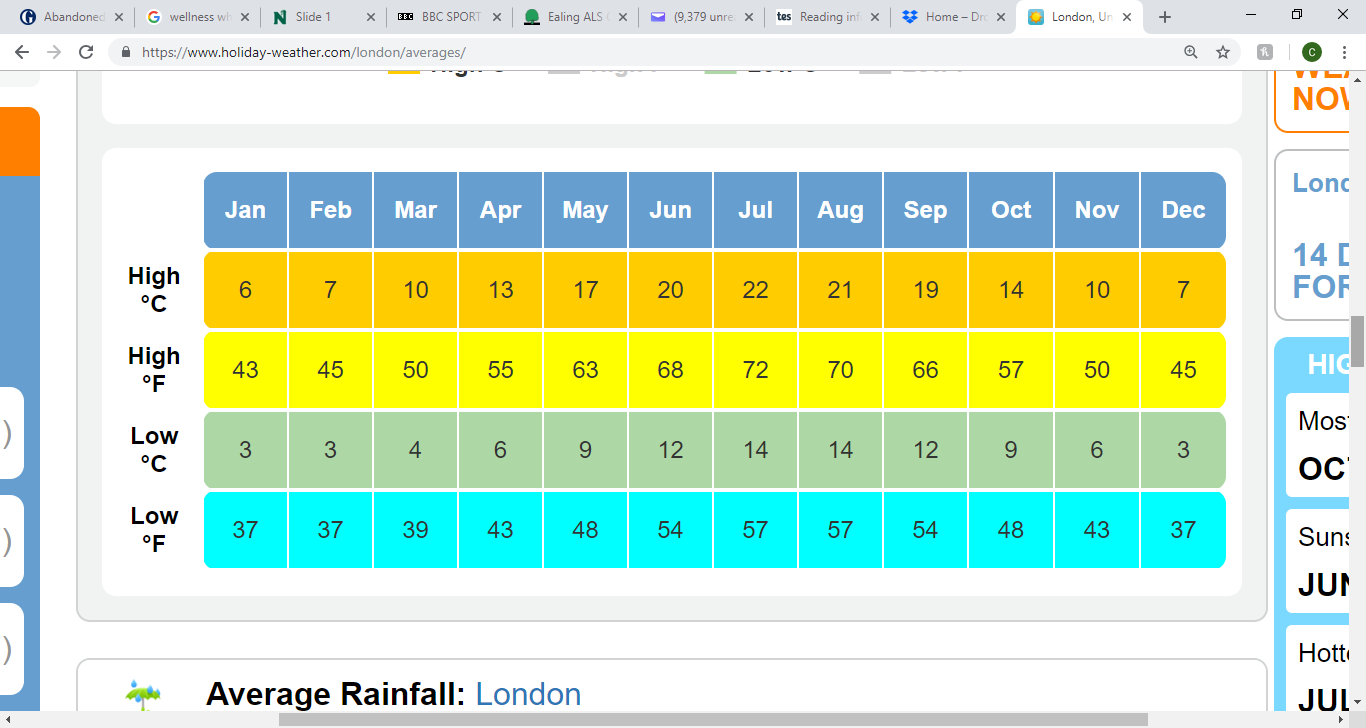 Abandoned
wellness wh
Slide 1
BBC SPORT
Ealing ALS
(9,379 unre
tes Reading inf
Home – Dro
London, Un
https://www.holiday-weather.com/london/averages/
C
NOW
Jan Feb Mar Apr May Jun Jul Aug Sep Oct Nov Dec
High °C 6 7 10 13 17 20 22 21 19 14 10 7
High °F 43 45 50 55 63 68 72 70 66 57 50 45
Low °C 3 3 4 6 9 12 14 14 12 9 6 3
Low °F 37 37 39 43 48 54 57 57 54 48 43 37
Average Rainfall: London
Lond
14 D
FOR
HIG
Most
OCT
Suns
JUN
Hotte
JUL